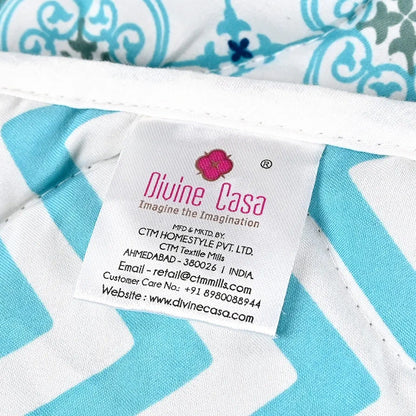 ®
Divine Casa
Imagine the Imagination
MFD & MKTD. BY.
CTM HOMESTYLE PVT. LTD.
CTM Textile Mills
AHMEDABAD - 380026 | INDIA.
Email - retail@ctmmills.com
Customer Care No.: +91 8980088944
Website : www.divinecasa.com